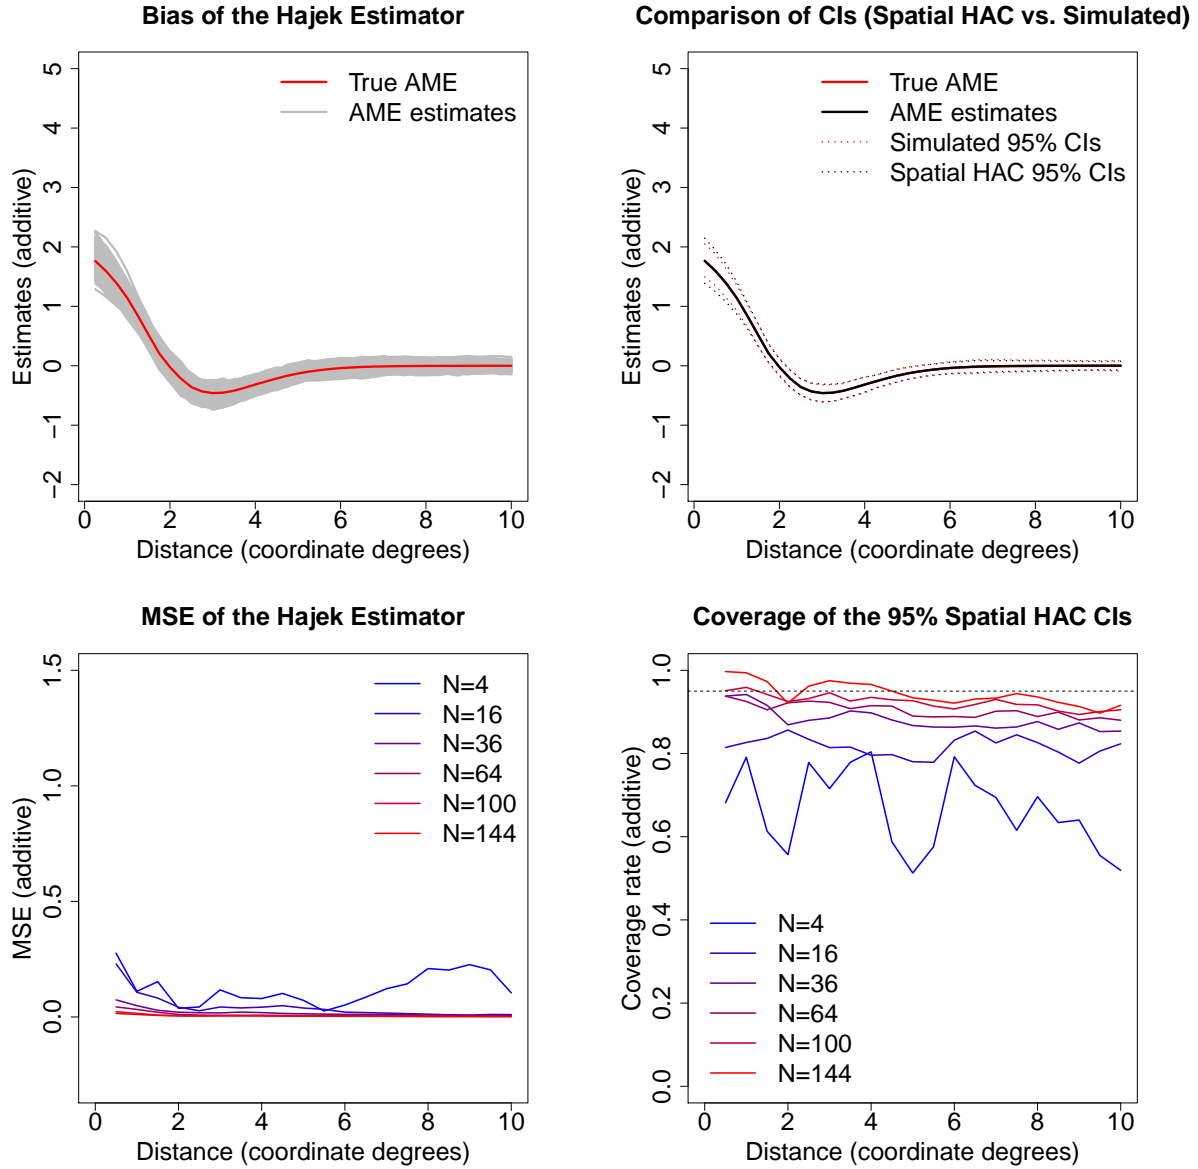 Bias of the Hajek Estimator
Estimates (additive)
5
4
3
2
1
0
−1
−2
True AME
AME estimates
0 2 4 6 8 10
Distance (coordinate degrees)
Comparison of CIs (Spatial HAC vs. Simulated)
Estimates (additive)
5
4
3
2
1
0
−1
−2
True AME
AME estimates
Simulated 95% CIs
Spatial HAC 95% CIs
0 2 4 6 8 10
Distance (coordinate degrees)
MSE of the Hajek Estimator
MSE (additive)
1.5
1.0
0.5
0.0
N=4
N=16
N=36
N=64
N=100
N=144
0 2 4 6 8 10
Distance (coordinate degrees)
Coverage of the 95% Spatial HAC CIs
Coverage rate (additive)
1.0
0.8
0.6
0.4
0.2
0.0
N=4
N=16
N=36
N=64
N=100
N=144
0 2 4 6 8 10
Distance (coordinate degrees)